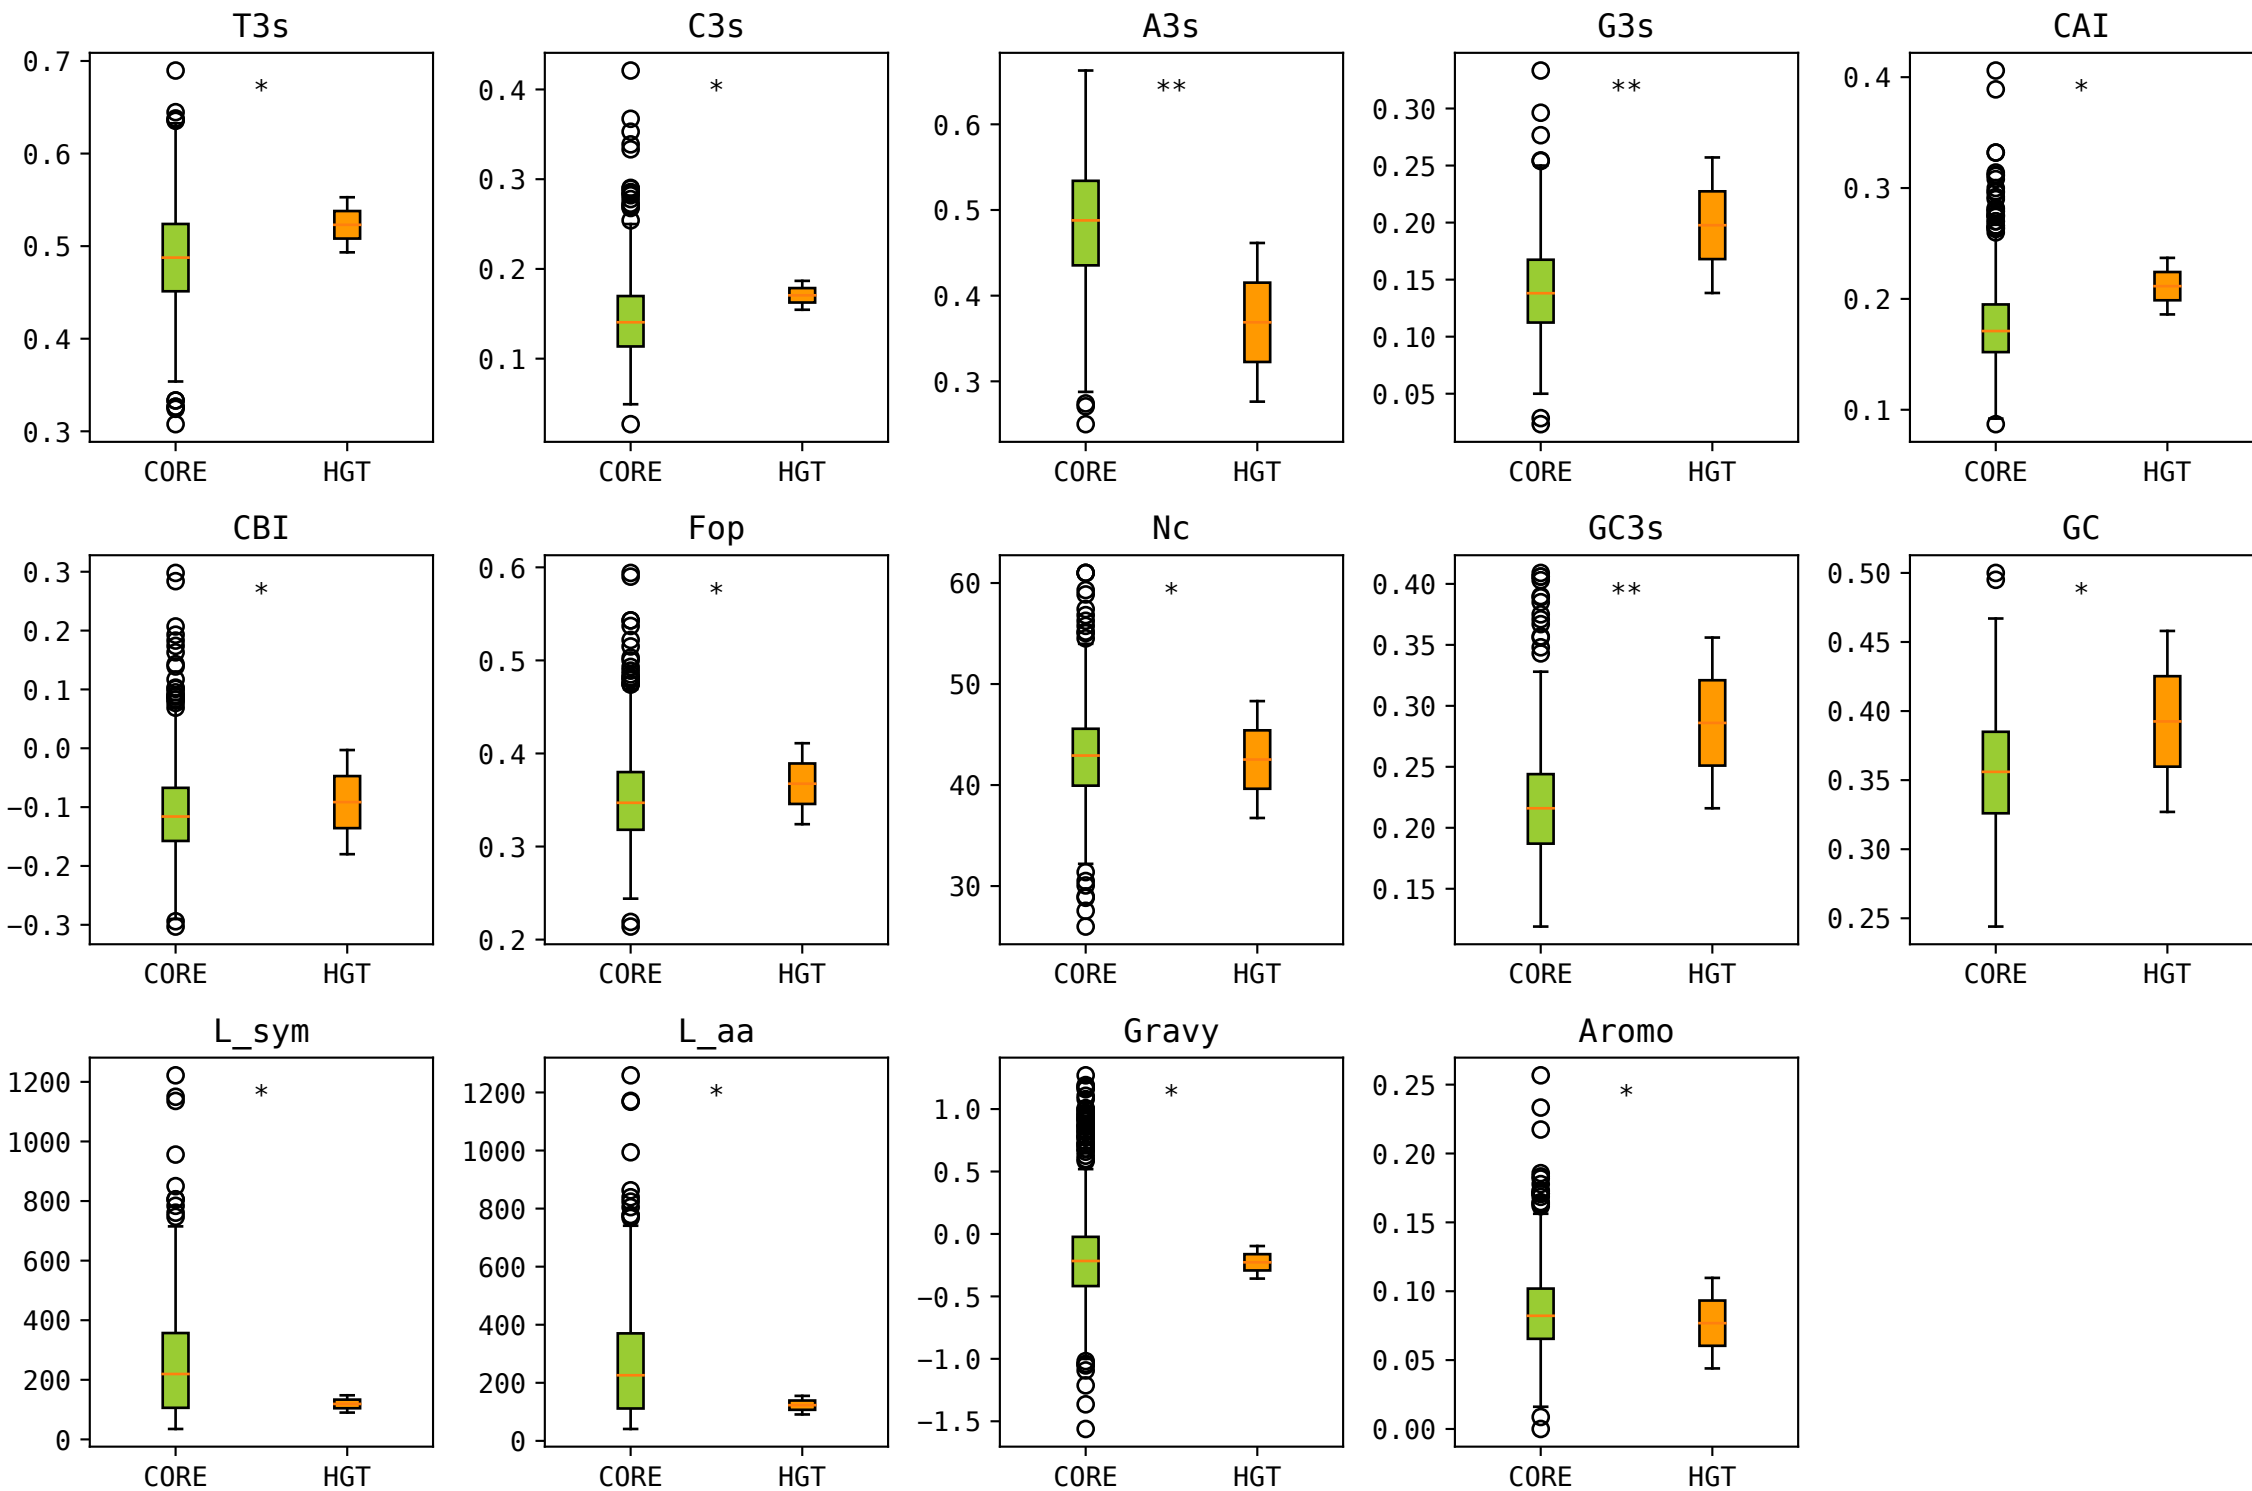 T3s
C3s
A3s
G3s
CAI
0.7
0.6
0.5
0.4
0.3
*
CORE
HGT
0.4
0.3
0.2
0.1
*
CORE
HGT
0.6
0.5
0.4
0.3
**
CORE
HGT
0.30
0.25
0.20
0.15
0.10
0.05
**
CORE
HGT
0.4
0.3
0.2
0.1
*
CORE
HGT
CBI
Fop
Nc
GC3s
GC
0.3
0.2
0.1
0.0
−0.1
−0.2
−0.3
*
CORE
HGT
0.6
0.5
0.4
0.3
0.2
*
CORE
HGT
60
50
40
30
*
CORE
HGT
0.40
0.35
0.30
0.25
0.20
0.15
**
CORE
HGT
0.50
0.45
0.40
0.35
0.30
0.25
*
CORE
HGT
L_sym
L_aa
Gravy
Aromo
1200
1000
800
600
400
200
0
*
CORE
HGT
1200
1000
800
600
400
200
0
*
CORE
HGT
1.0
0.5
0.0
−0.5
−1.0
−1.5
*
CORE
HGT
0.25
0.20
0.15
0.10
0.05
0.00
*
CORE
HGT